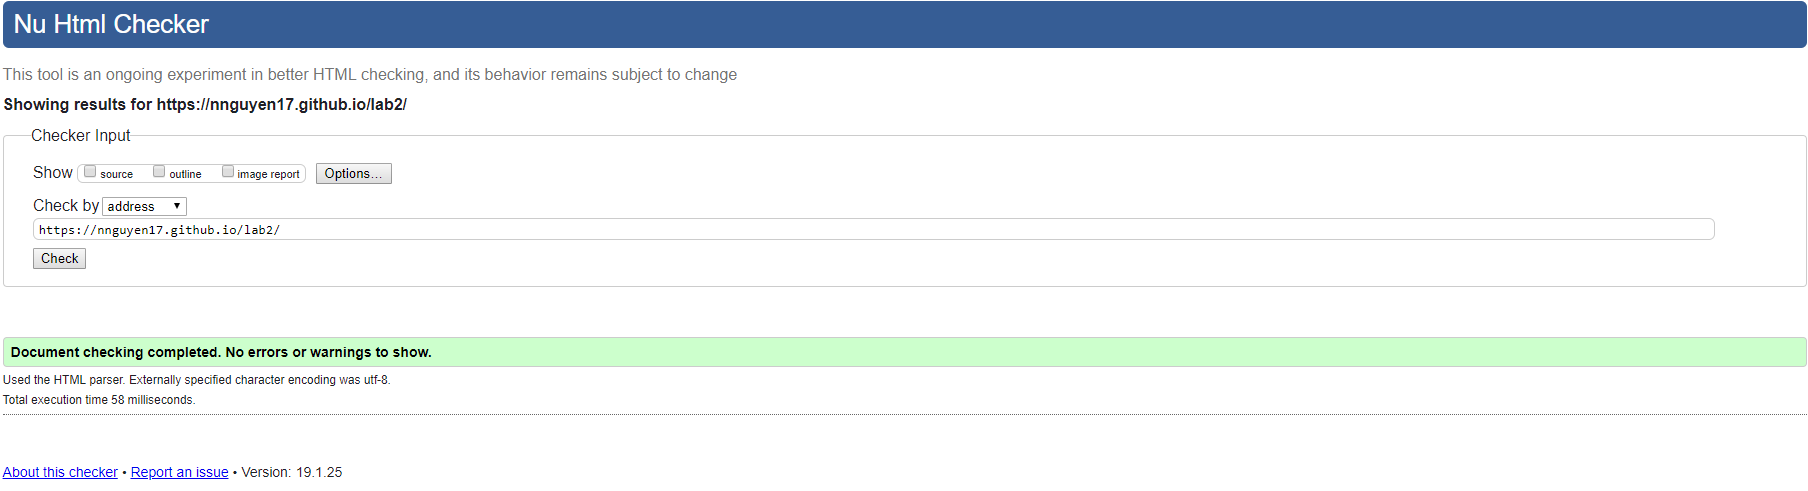 Nu Html Checker
This tool is an ongoing experiment in better HTML checking, and its behavior remains subject to change
Showing results for https://nnguyen17.github.io/lab2/
Checker Input
Show source outline image report Options...
Check by address
https://nnguyen17.github.io/lab2/
Check
Document checking completed. No errors or warnings to show.
Used the HTML parser. Externally specified character encoding was utf-8.
Total execution time 58 milliseconds.
About this checker • Report an issue • Version: 19.1.25